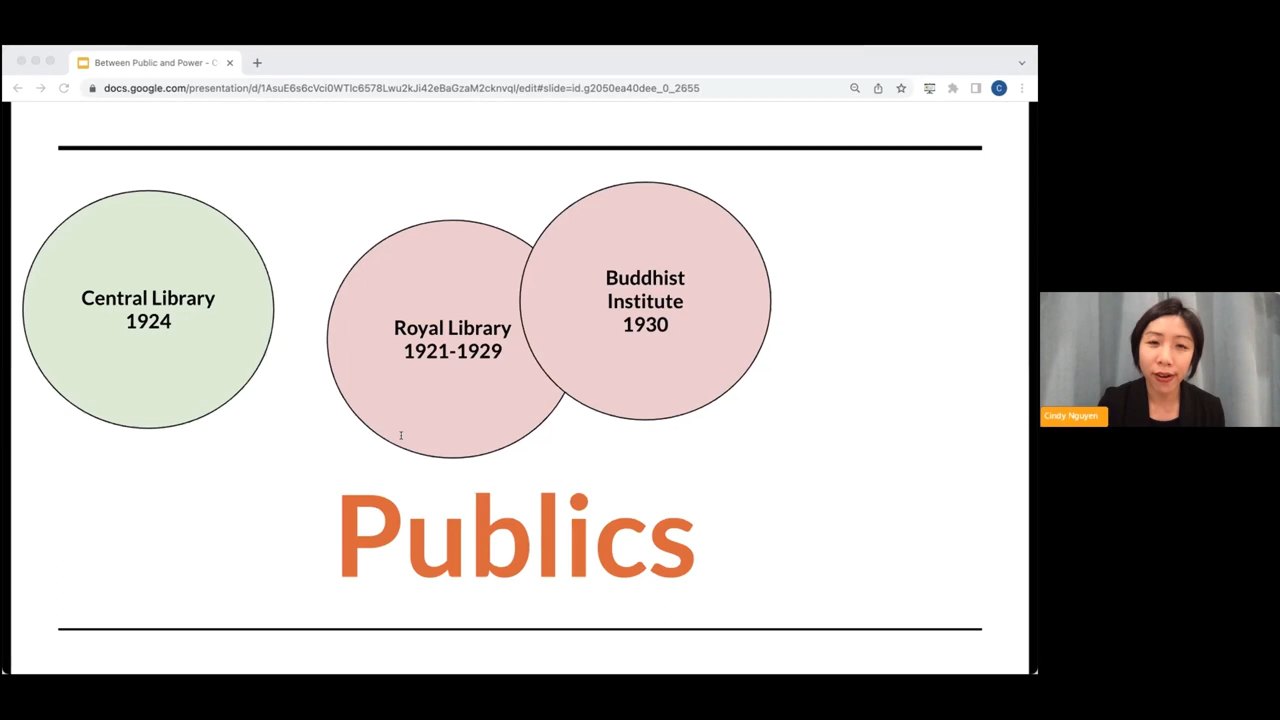 Between Public and Power - C
docs.google.com/presentation/d/1AsuE6s6cVci0WTlc6578Lwu2kJi42eBaGzaM2cknvqI/edit#slide=id.g2050ea40dee_0_2655
C
Central Library
1924
Royal Library
1921-1929
Buddhist
Institute
1930
Cindy Nguyen
Publics